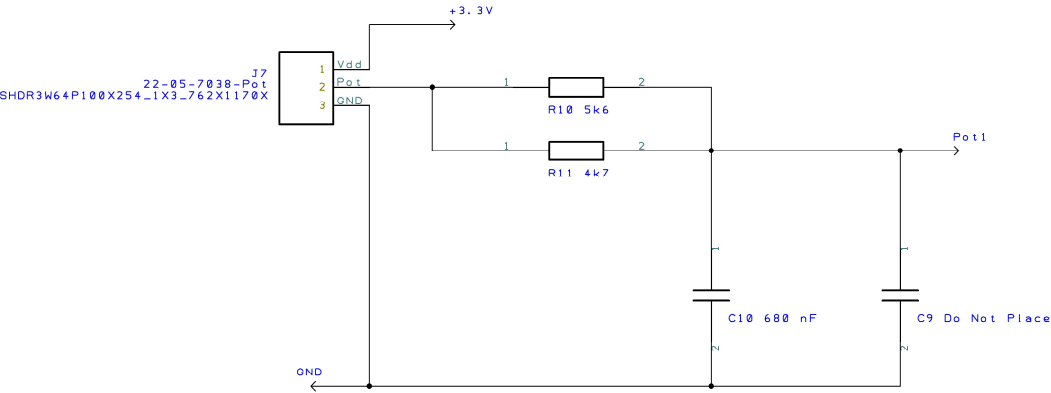 +3.3V
J7
22-05-7038-Pot
SHDR3W64P100X254_1X3_762X1170X
1 Vdd
2 Pot
3 GND
1 2
R10 5k6
1 2
R11 4k7
Pot1
1
1
C10 680 nF
C9 Do Not Place
2
2
GND